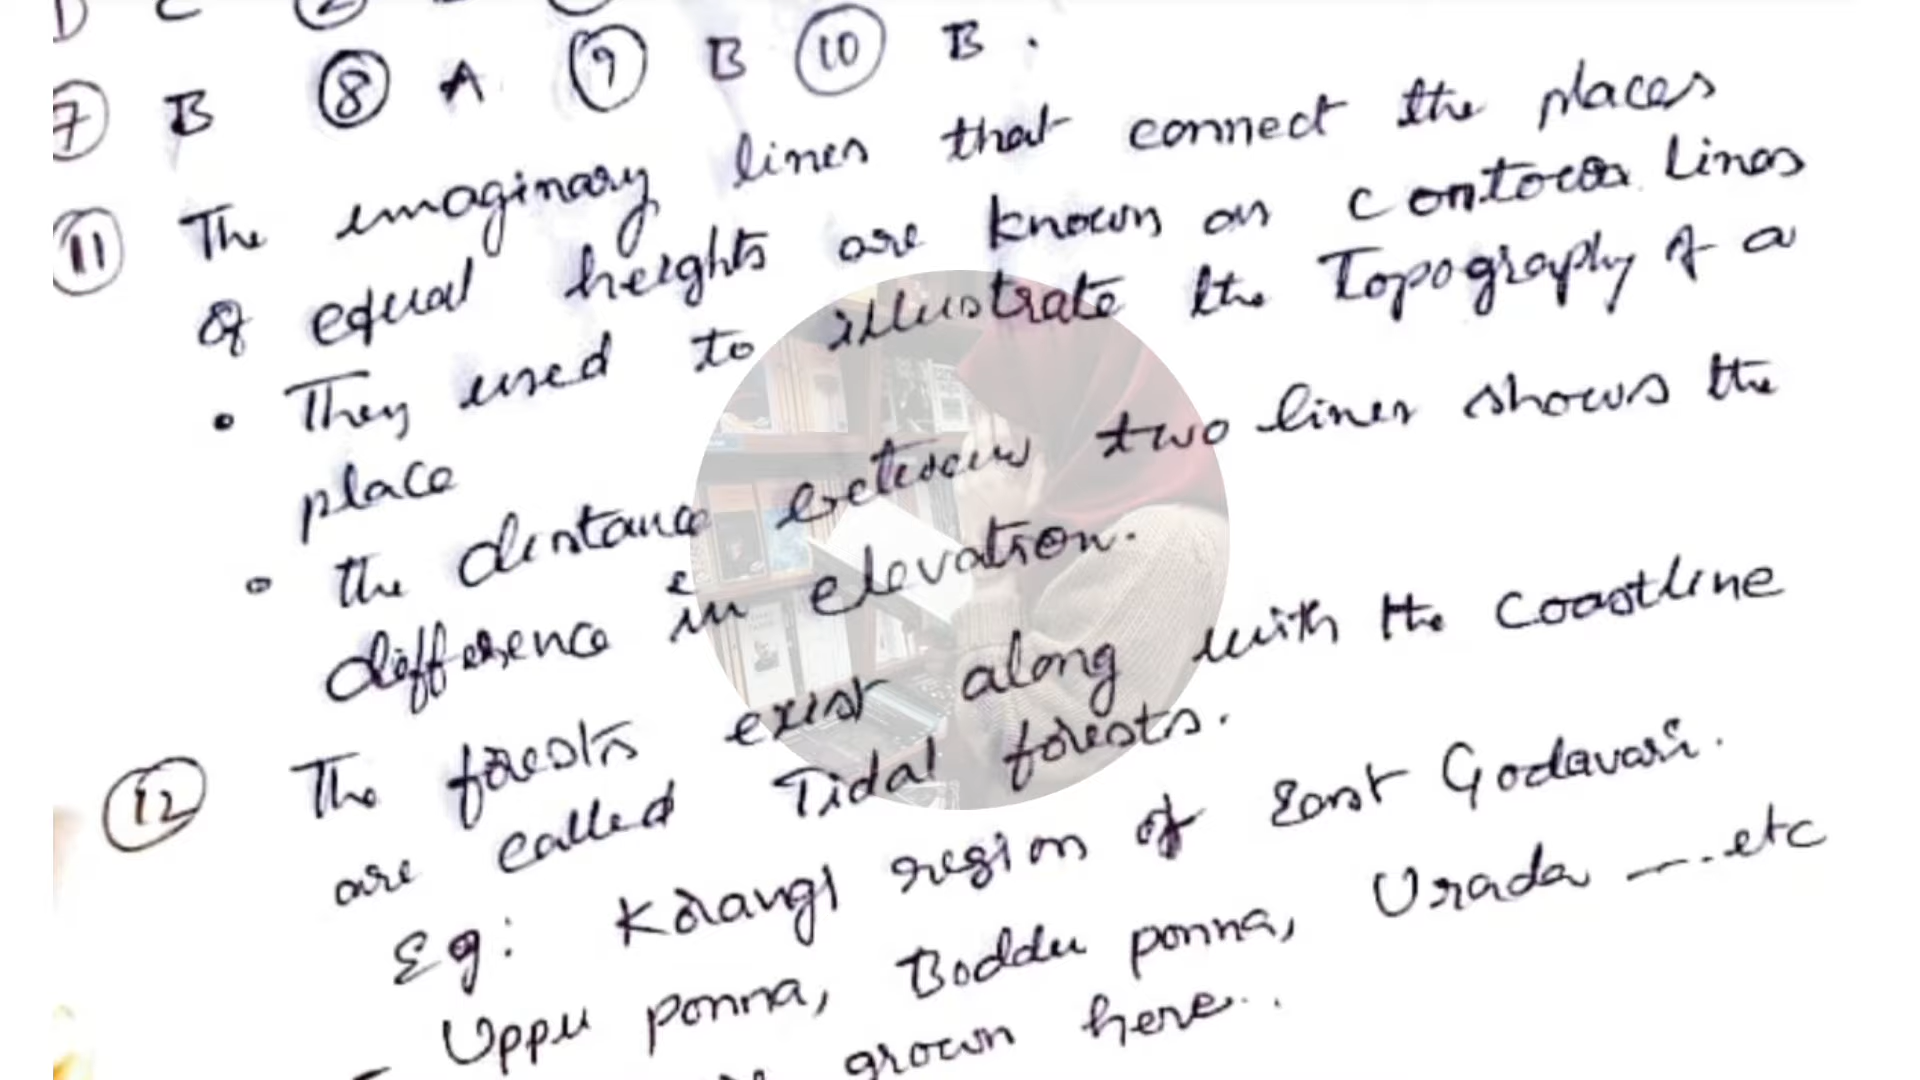 7 B 8 A 9 B 10 B.
11 The imaginary lines that connect the places
of equal heights are known as contour Lines
• They used to illustrate the Topography of a
place
• the distance between two lines shows the
difference in elevation.
12 The forests exist along with the coastline
are called Tidal forests.
Eg: Korangi region of East Godavari.
Uppu ponna, Boddu ponna, Urada ---- etc
grown here.